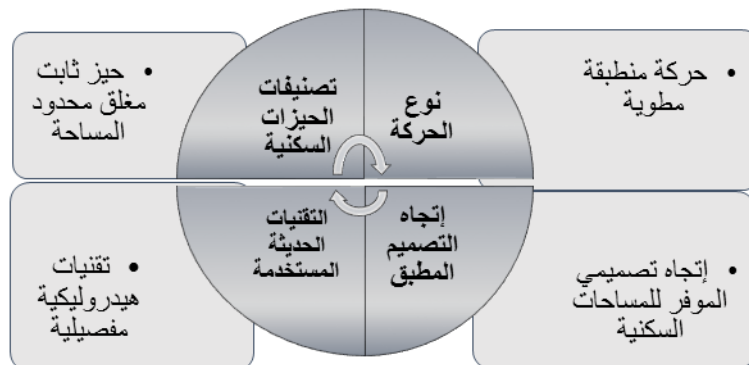 • حركة منطبقة
مطوية
نوع
الحركة
تصنيفات
الحيزات
السكنية
• حيز ثابت
مغلق محدود
المساحة
إتجاه
التصميم
المطبق
• إتجاه تصميمي
الموفر للمساحات
السكنية
التقنيات
الحديثة
المستخدمة
• تقنيات
هيدروليكية
مفصلية